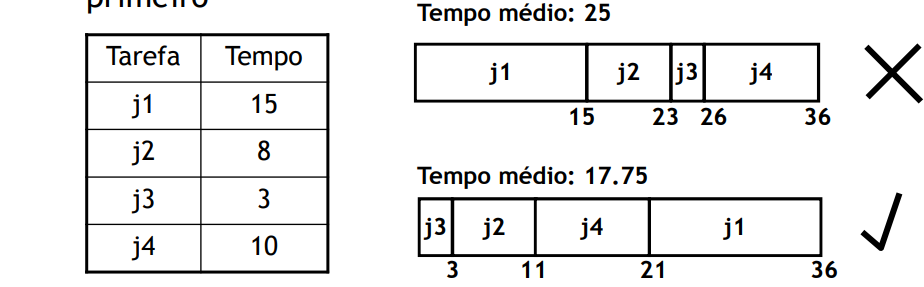 primeiro
Tarefa Tempo
j1 15
j2 8
j3 3
j4 10
Tempo médio: 25
j1 j2 j3 j4
15 23 26 36
Tempo médio: 17.75
j3 j2 j4 j1
3 11 21 36